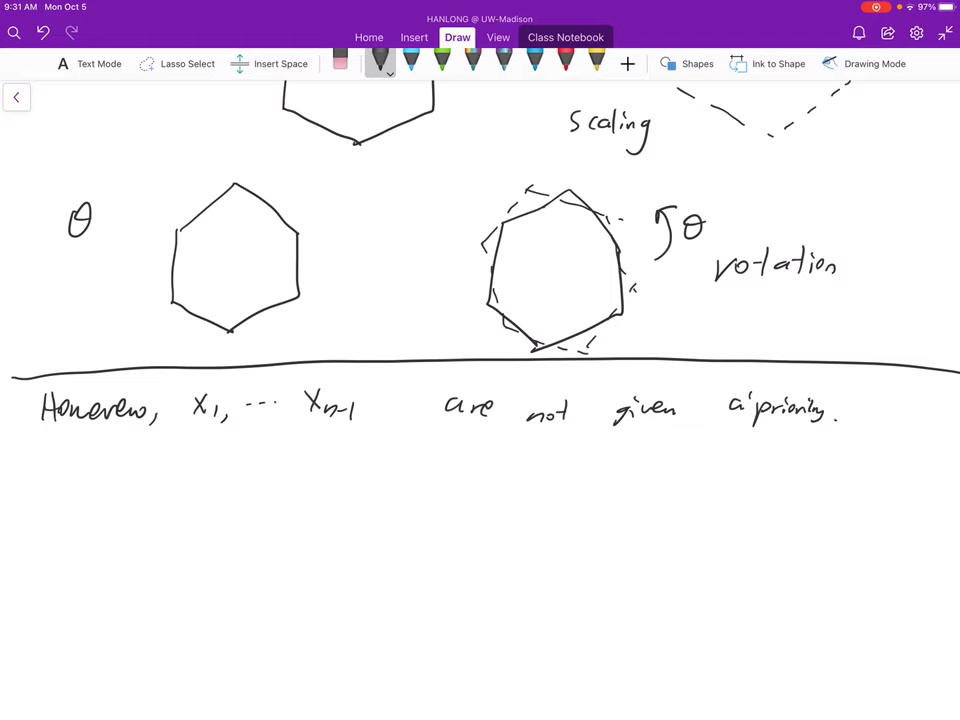 9:31 AM Mon Oct 5
97%
HANLONG @ UW-Madison
Home Insert Draw View Class Notebook
A Text Mode Lasso Select Insert Space + Shapes Ink to Shape Drawing Mode
Scaling
θ
θ
rotation
However, x1, ... xn-1 are not given a'priority.